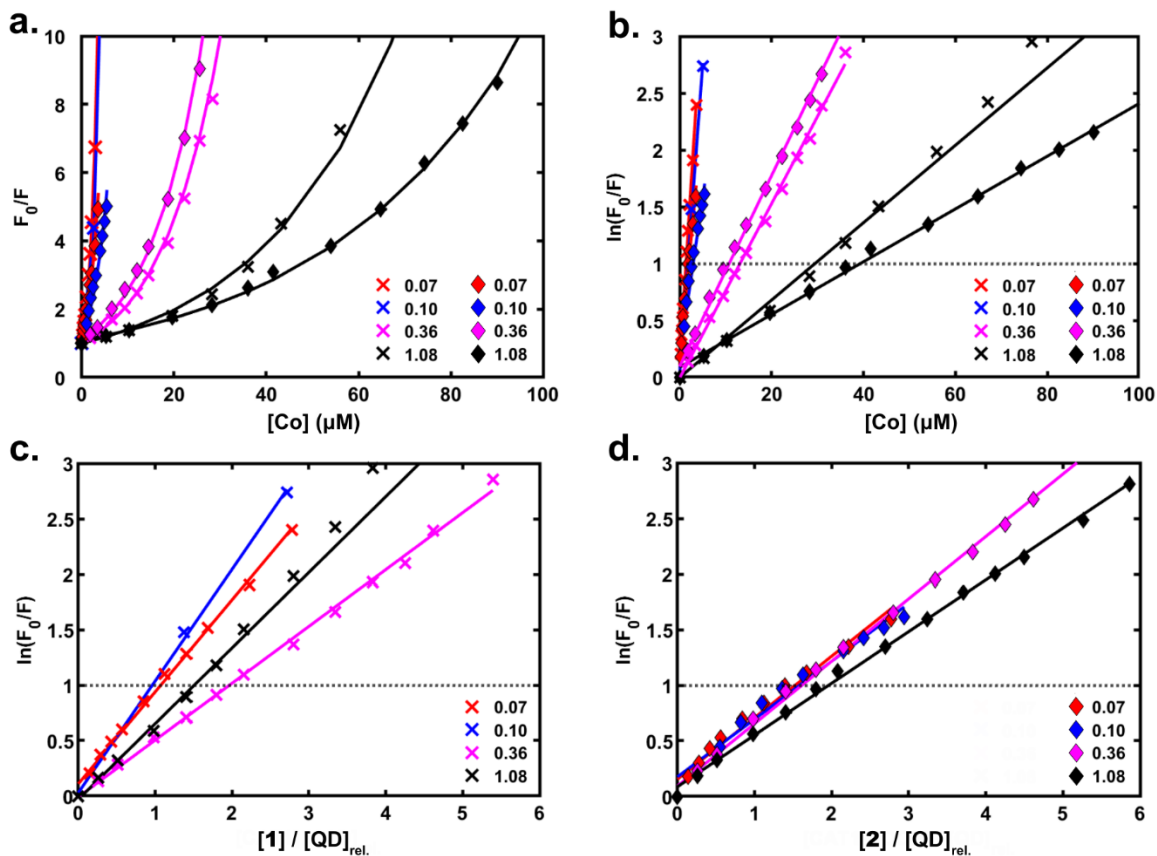 a.
F₀/F
10
8
6
4
2
0
0 20 40 60 80 100
[Co] (µM)
× 0.07 ♦ 0.07
× 0.10 ♦ 0.10
× 0.36 ♦ 0.36
× 1.08 ♦ 1.08
b.
ln(F₀/F)
3
2.5
2
1.5
1
0.5
0
0 20 40 60 80 100
[Co] (µM)
× 0.07 ♦ 0.07
× 0.10 ♦ 0.10
× 0.36 ♦ 0.36
× 1.08 ♦ 1.08
c.
ln(F₀/F)
3
2.5
2
1.5
1
0.5
0
0 1 2 3 4 5 6
[1] / [QD]rel.
× 0.07
× 0.10
× 0.36
× 1.08
d.
ln(F₀/F)
3
2.5
2
1.5
1
0.5
0
0 1 2 3 4 5 6
[2] / [QD]rel.
♦ 0.07
♦ 0.10
♦ 0.36
♦ 1.08